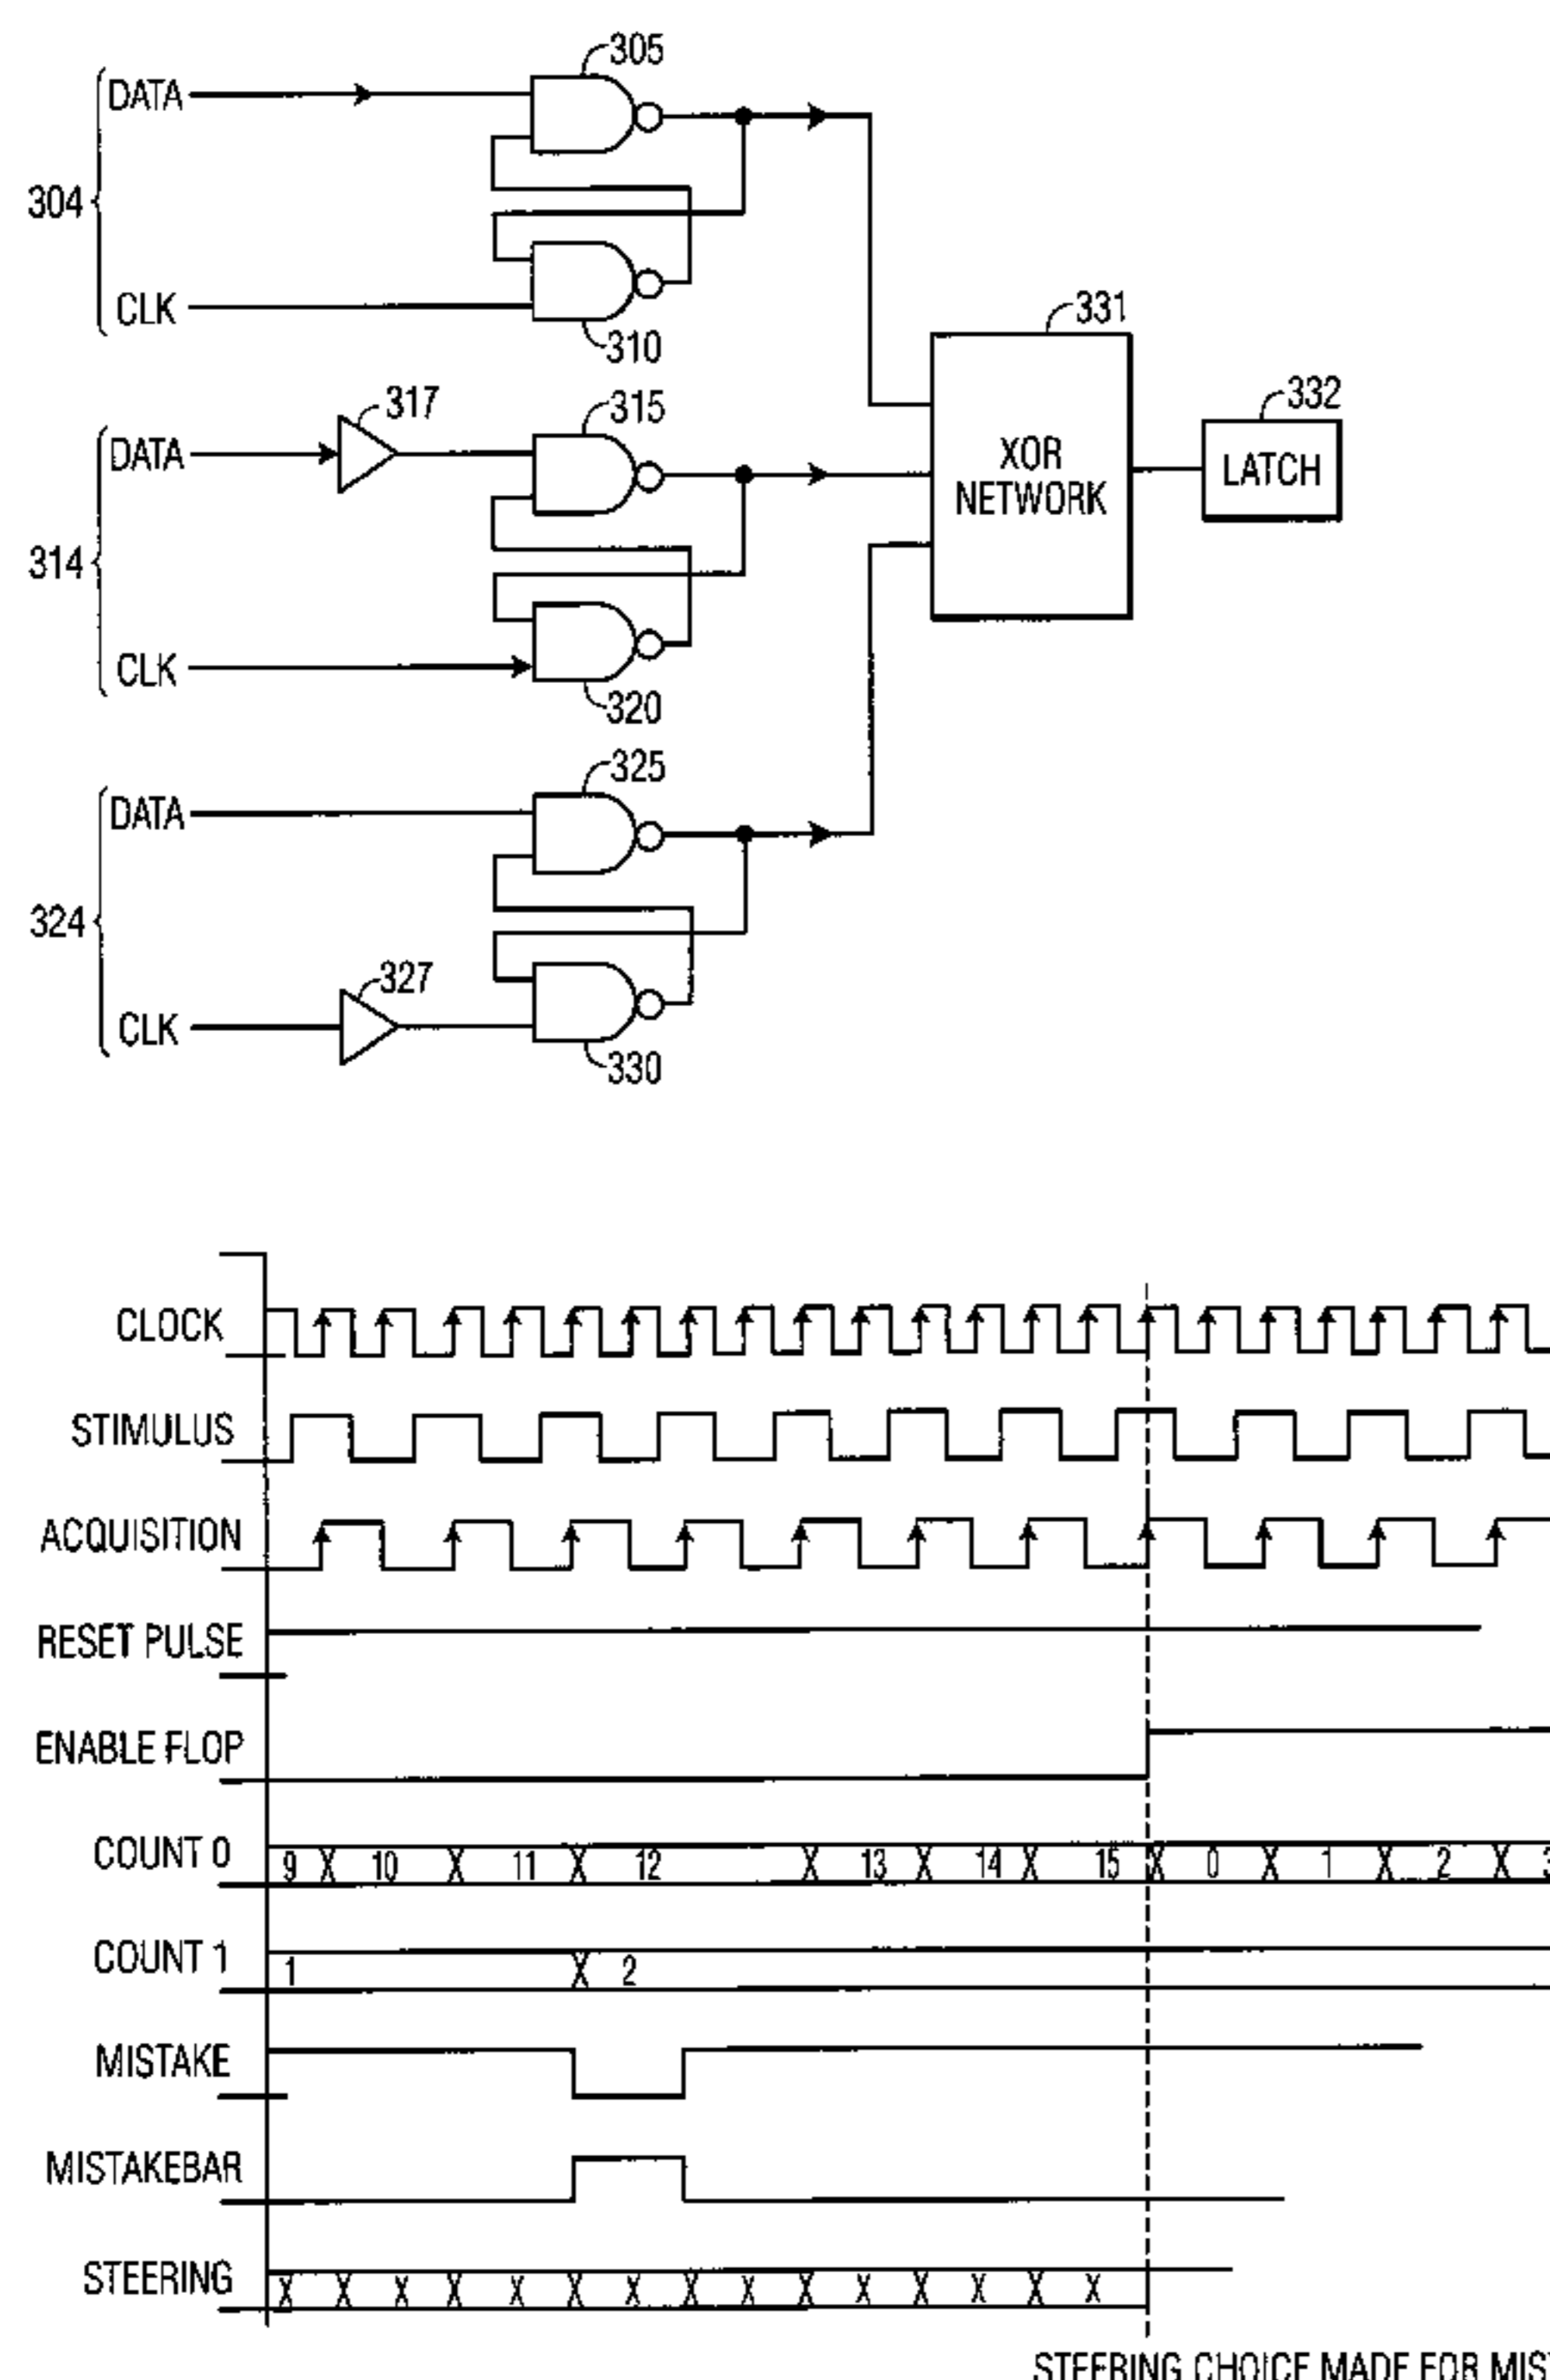 305
DATA
304
CLK
310
331
317
315
332
DATA
XOR
NETWORK
LATCH
314
CLK
320
325
DATA
324
327
CLK
330
CLOCK
STIMULUS
ACQUISITION
RESET PULSE
ENABLE FLOP
COUNT 0 9 X 10 X 11 X 12 X 13 X 14 X 15 X 0 X 1 X 2 X 3
COUNT 1 1 X 2
MISTAKE
MISTAKEBAR
STEERING X X X X X X X X X X X X X X X
STEERING CHOICE MADE FOR MIS